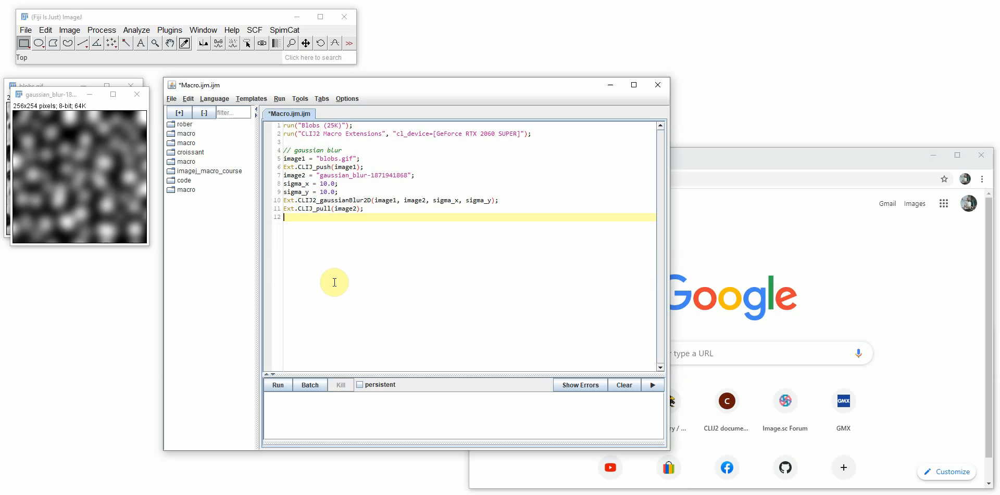 (Fiji Is Just) ImageJ
File Edit Image Process Analyze Plugins Window Help SCF SpimCat
A DoG >>
Top Click here to search
blobs.gif
gaussian_blur-18...
256x254 pixels; 8-bit; 64K
*Macro.ijm.ijm
File Edit Language Templates Run Tools Tabs Options
[+] [-] filter...
rober
macro
macro
croissant
macro
imagej_macro_course
code
macro
*Macro.ijm.ijm
1 run("Blobs (25K)");
2 run("CLIJ2 Macro Extensions", "cl_device=[GeForce RTX 2060 SUPER]");
3
4 // gaussian blur
5 image1 = "blobs.gif";
6 Ext.CLIJ_push(image1);
7 image2 = "gaussian_blur-1871941868";
8 sigma_x = 10.0;
9 sigma_y = 10.0;
10 Ext.CLIJ2_gaussianBlur2D(image1, image2, sigma_x, sigma_y);
11 Ext.CLIJ_pull(image2);
12
Run Batch Kill persistent Show Errors Clear
Gmail Images
Google
type a URL
C GMX
ry / ... CLIJ2 docume... Image.sc Forum GMX
Customize